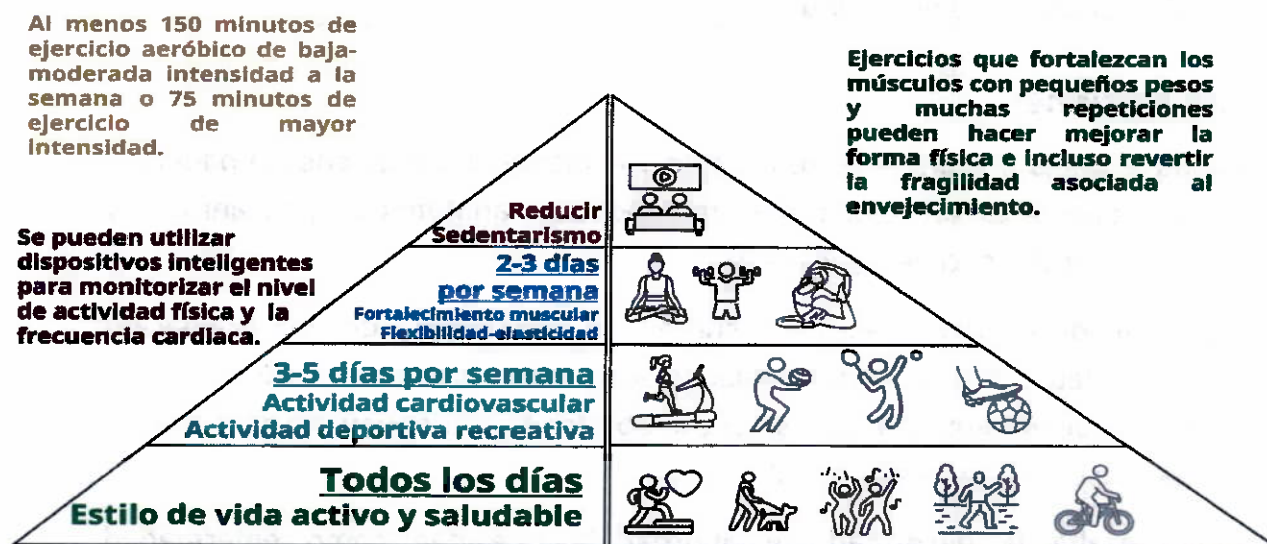 Al menos 150 minutos de
ejercicio aeróbico de baja-
moderada intensidad a la
semana o 75 minutos de
ejercicio de mayor
intensidad.
Ejercicios que fortalezcan los
músculos con pequeños pesos
y muchas repeticiones
pueden hacer mejorar la
forma física e incluso revertir
la fragilidad asociada al
envejecimiento.
Se pueden utilizar
dispositivos inteligentes
para monitorizar el nivel
de actividad física y la
frecuencia cardiaca.
Reducir
Sedentarismo
2-3 días
por semana
Fortalecimiento muscular
Flexibilidad-elasticidad
3-5 días por semana
Actividad cardiovascular
Actividad deportiva recreativa
Todos los días
Estilo de vida activo y saludable